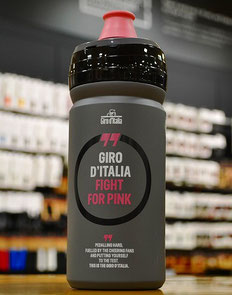 Giro d'Italia
GIRO
D'ITALIA
FIGHT
FOR PINK
PEDALLING HARD,
FUELLED BY THE CHEERING FANS
AND PUTTING YOURSELF
TO THE TEST.
THIS IS THE GIRO D'ITALIA.